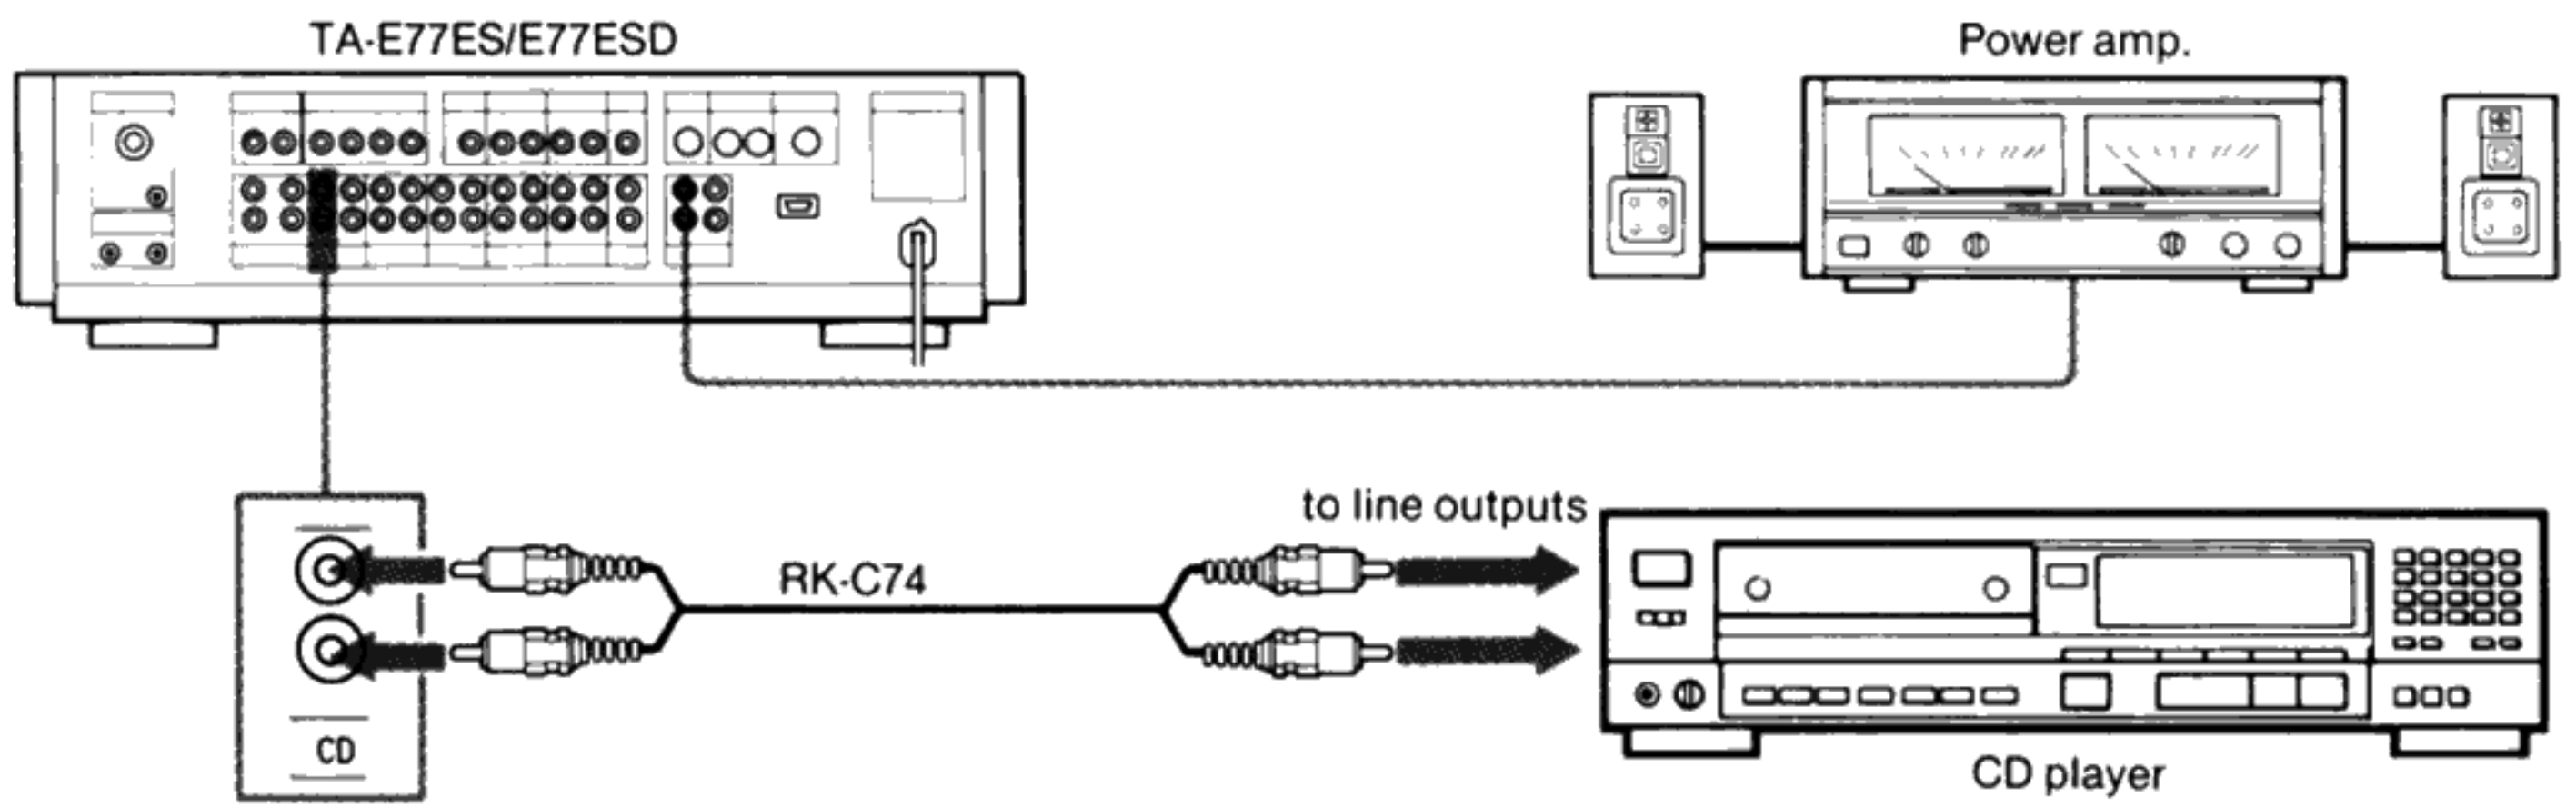 TA-E77ES/E77ESD
Power amp.
to line outputs
RK-C74
CD
CD player